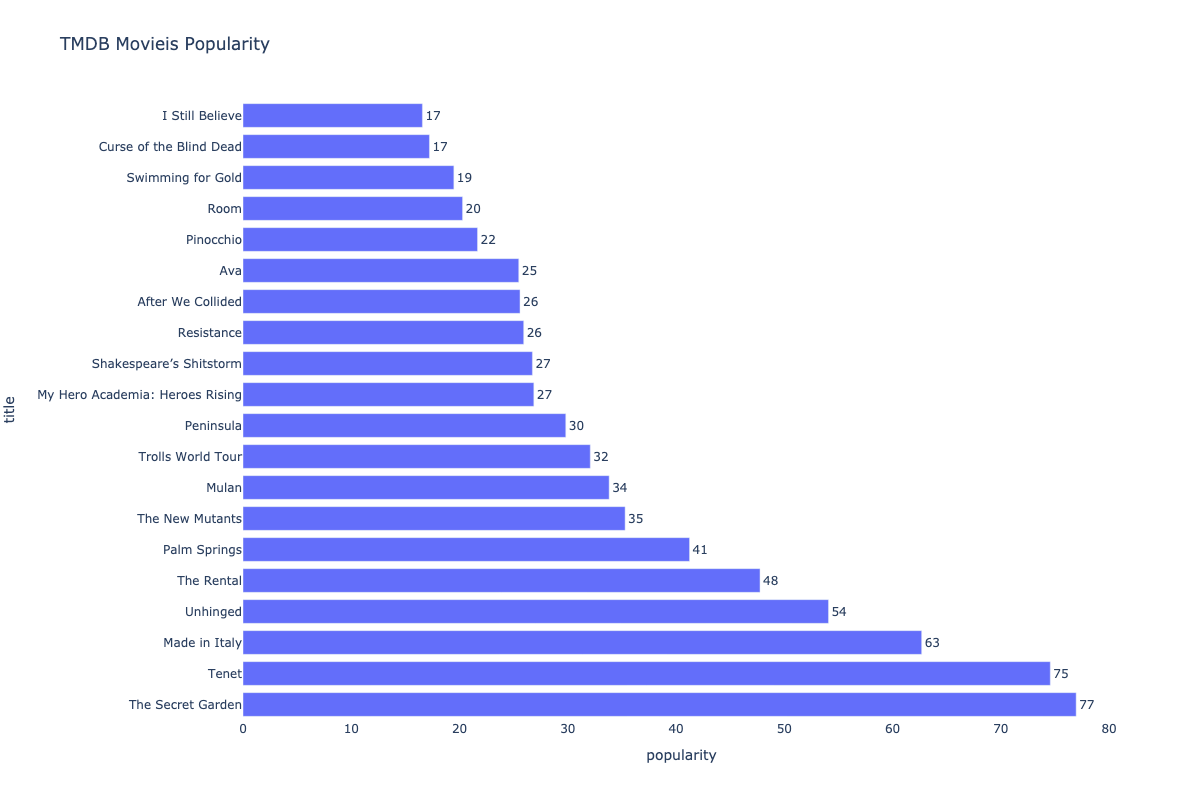 TMDB Movieis Popularity
I Still Believe 17
Curse of the Blind Dead 17
Swimming for Gold 19
Room 20
Pinocchio 22
Ava 25
After We Collided 26
Resistance 26
Shakespeare’s Shitstorm 27
My Hero Academia: Heroes Rising 27
title
Peninsula 30
Trolls World Tour 32
Mulan 34
The New Mutants 35
Palm Springs 41
The Rental 48
Unhinged 54
Made in Italy 63
Tenet 75
The Secret Garden 77
0 10 20 30 40 50 60 70 80
popularity